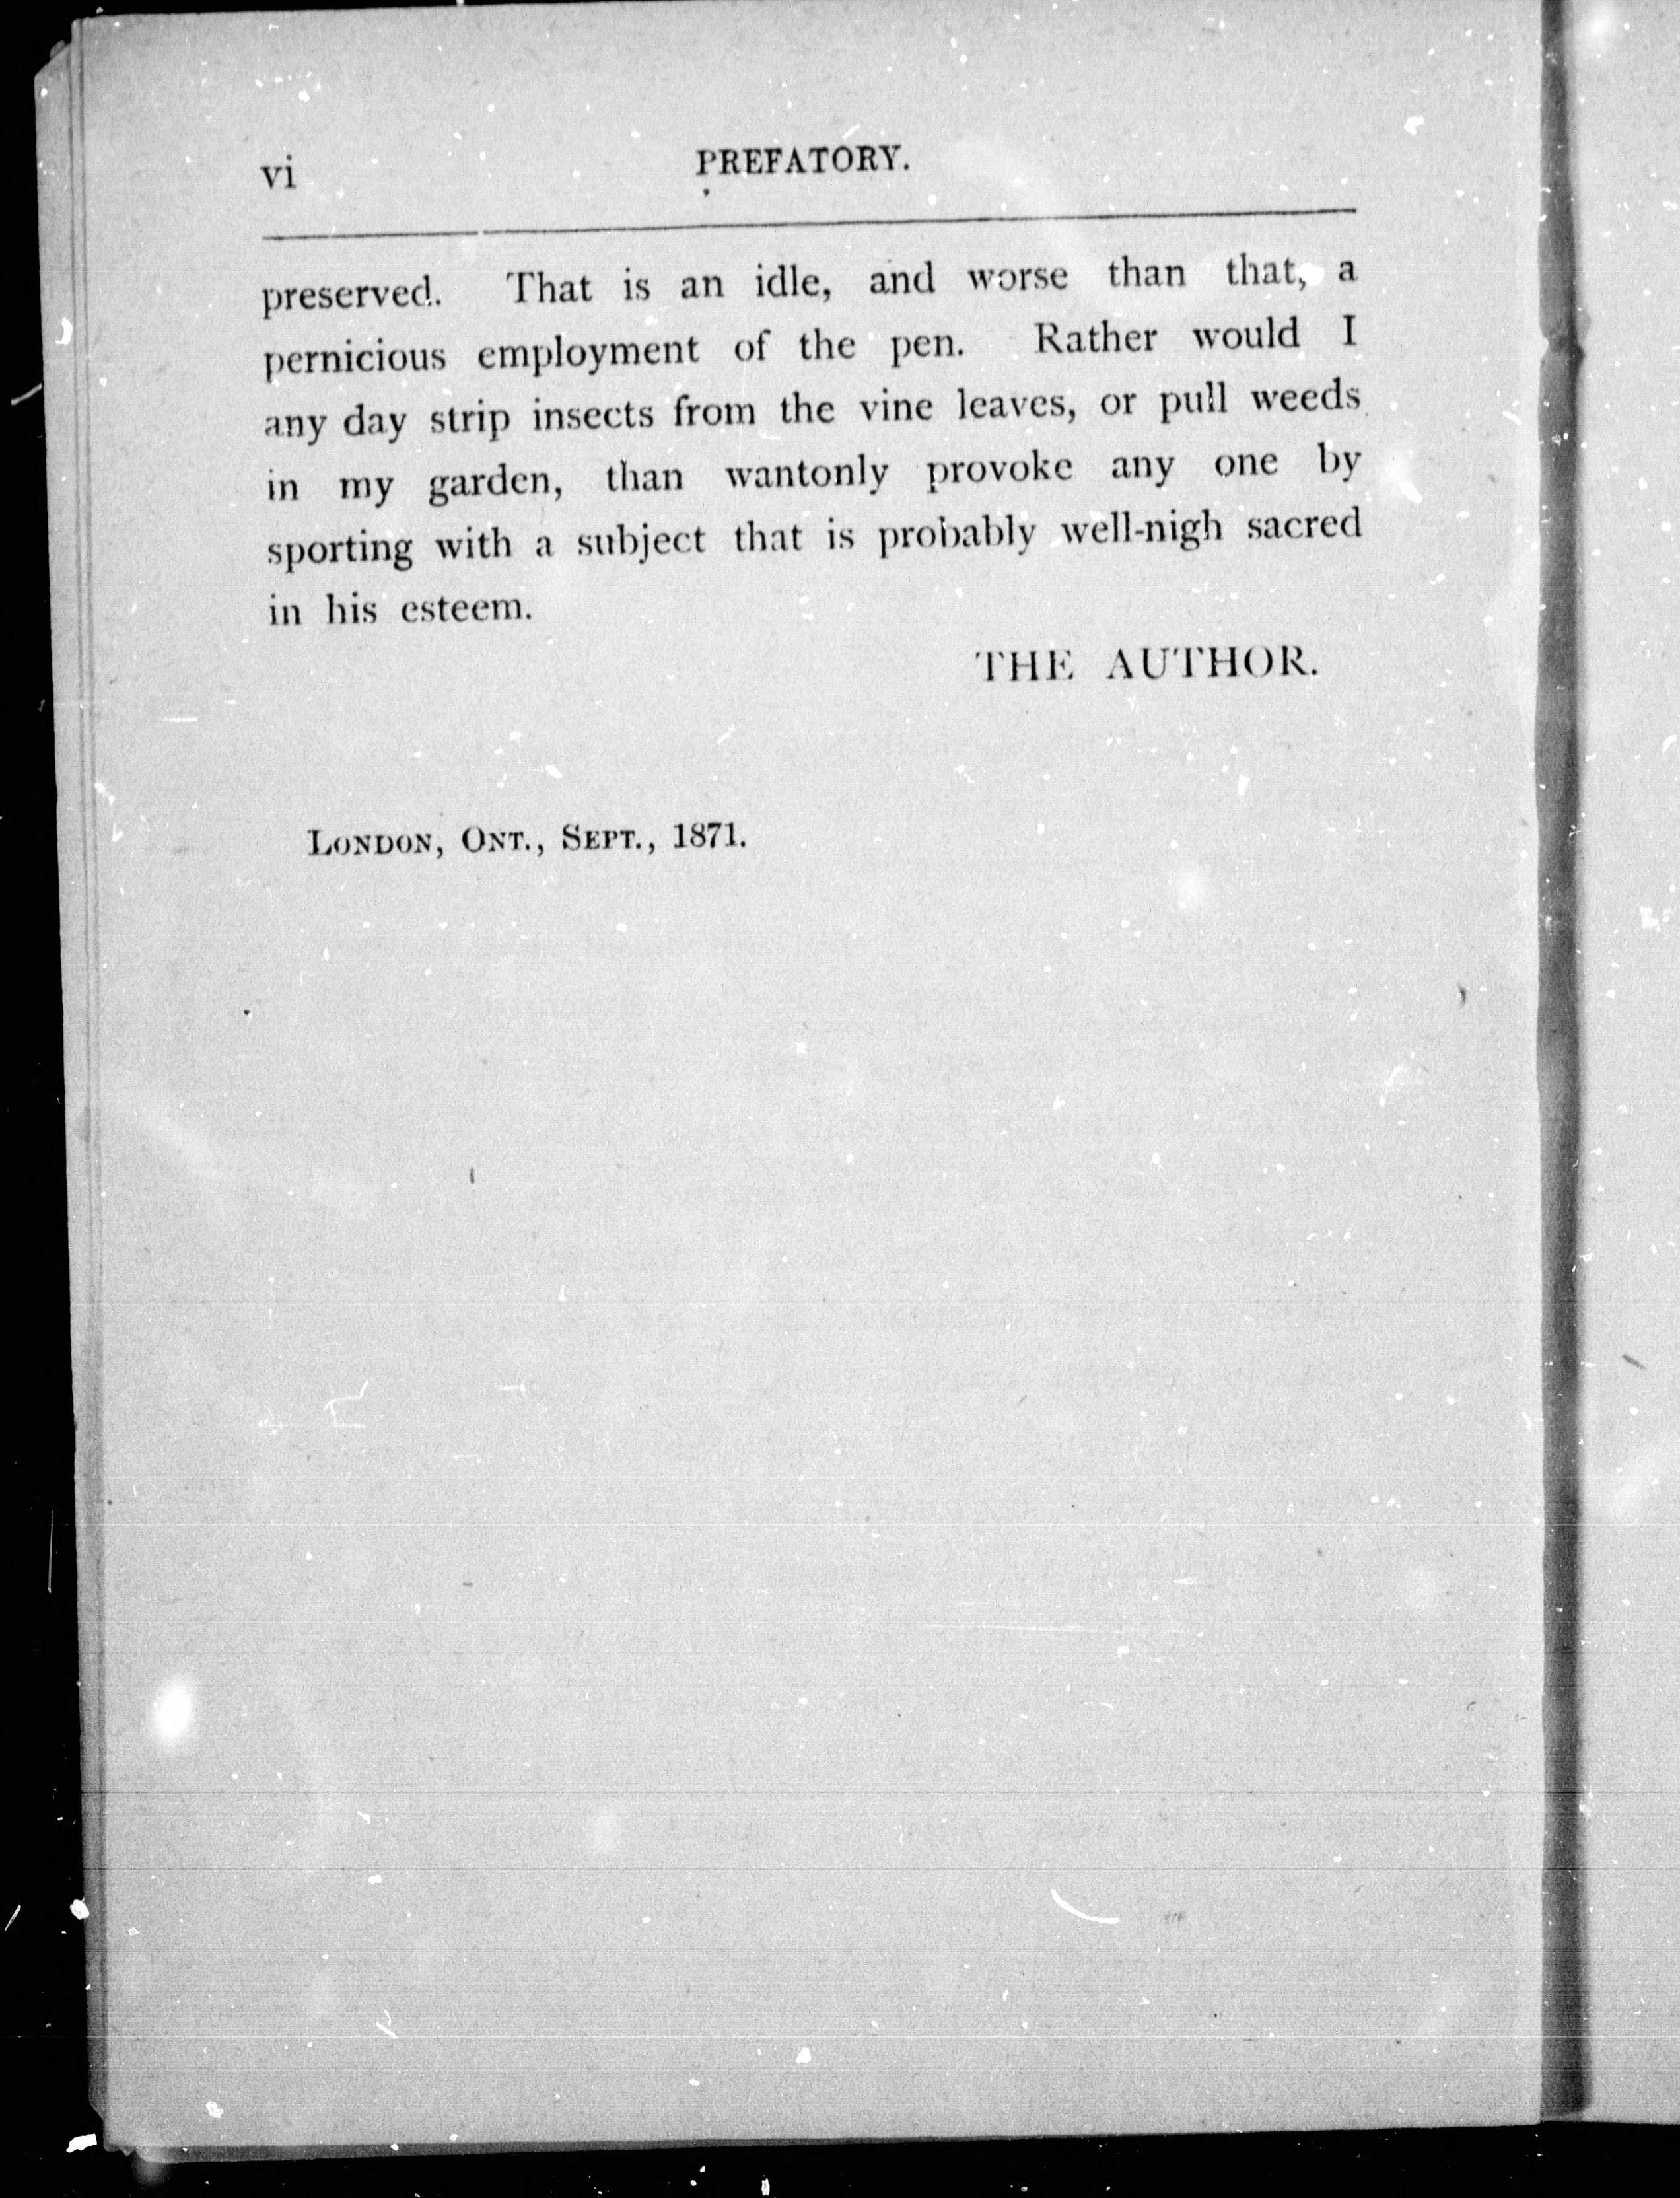 vi PREFATORY.
preserved. That is an idle, and worse than that, a
pernicious employment of the pen. Rather would I
any day strip insects from the vine leaves, or pull weeds
in my garden, than wantonly provoke any one by
sporting with a subject that is probably well-nigh sacred
in his esteem.
THE AUTHOR.
LONDON, ONT., SEPT., 1871.